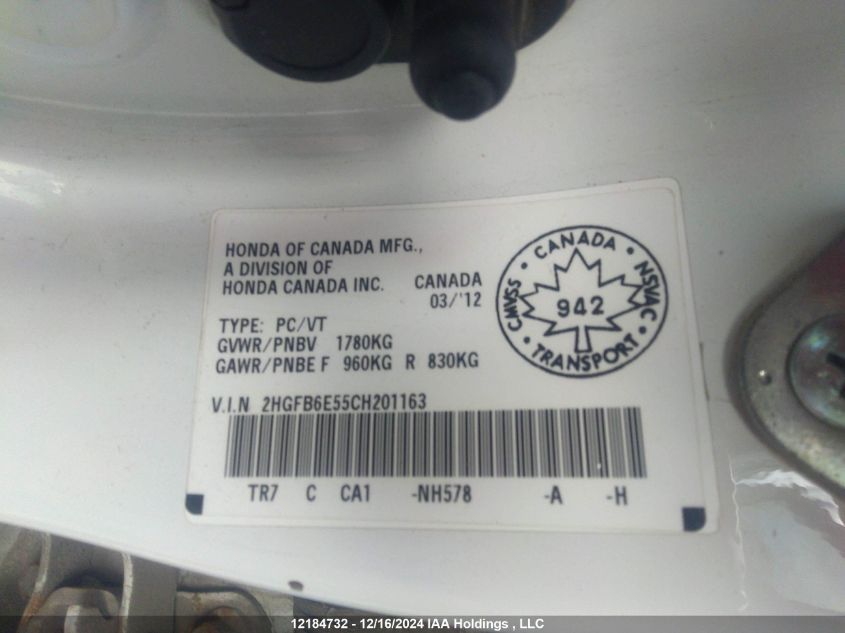 HONDA OF CANADA MFG.,
A DIVISION OF
HONDA CANADA INC.
CANADA
03/'12
TYPE: PC/VT
GVWR/PNBV 1780KG
GAWR/PNBE F 960KG R 830KG
· CANADA ·
CMVSS
NSVAC
942
· TRANSPORT ·
V.I.N 2HGFB6E55CH201163
TR7 C CA1 -NH578 -A -H
12184732 - 12/16/2024 IAA Holdings , LLC